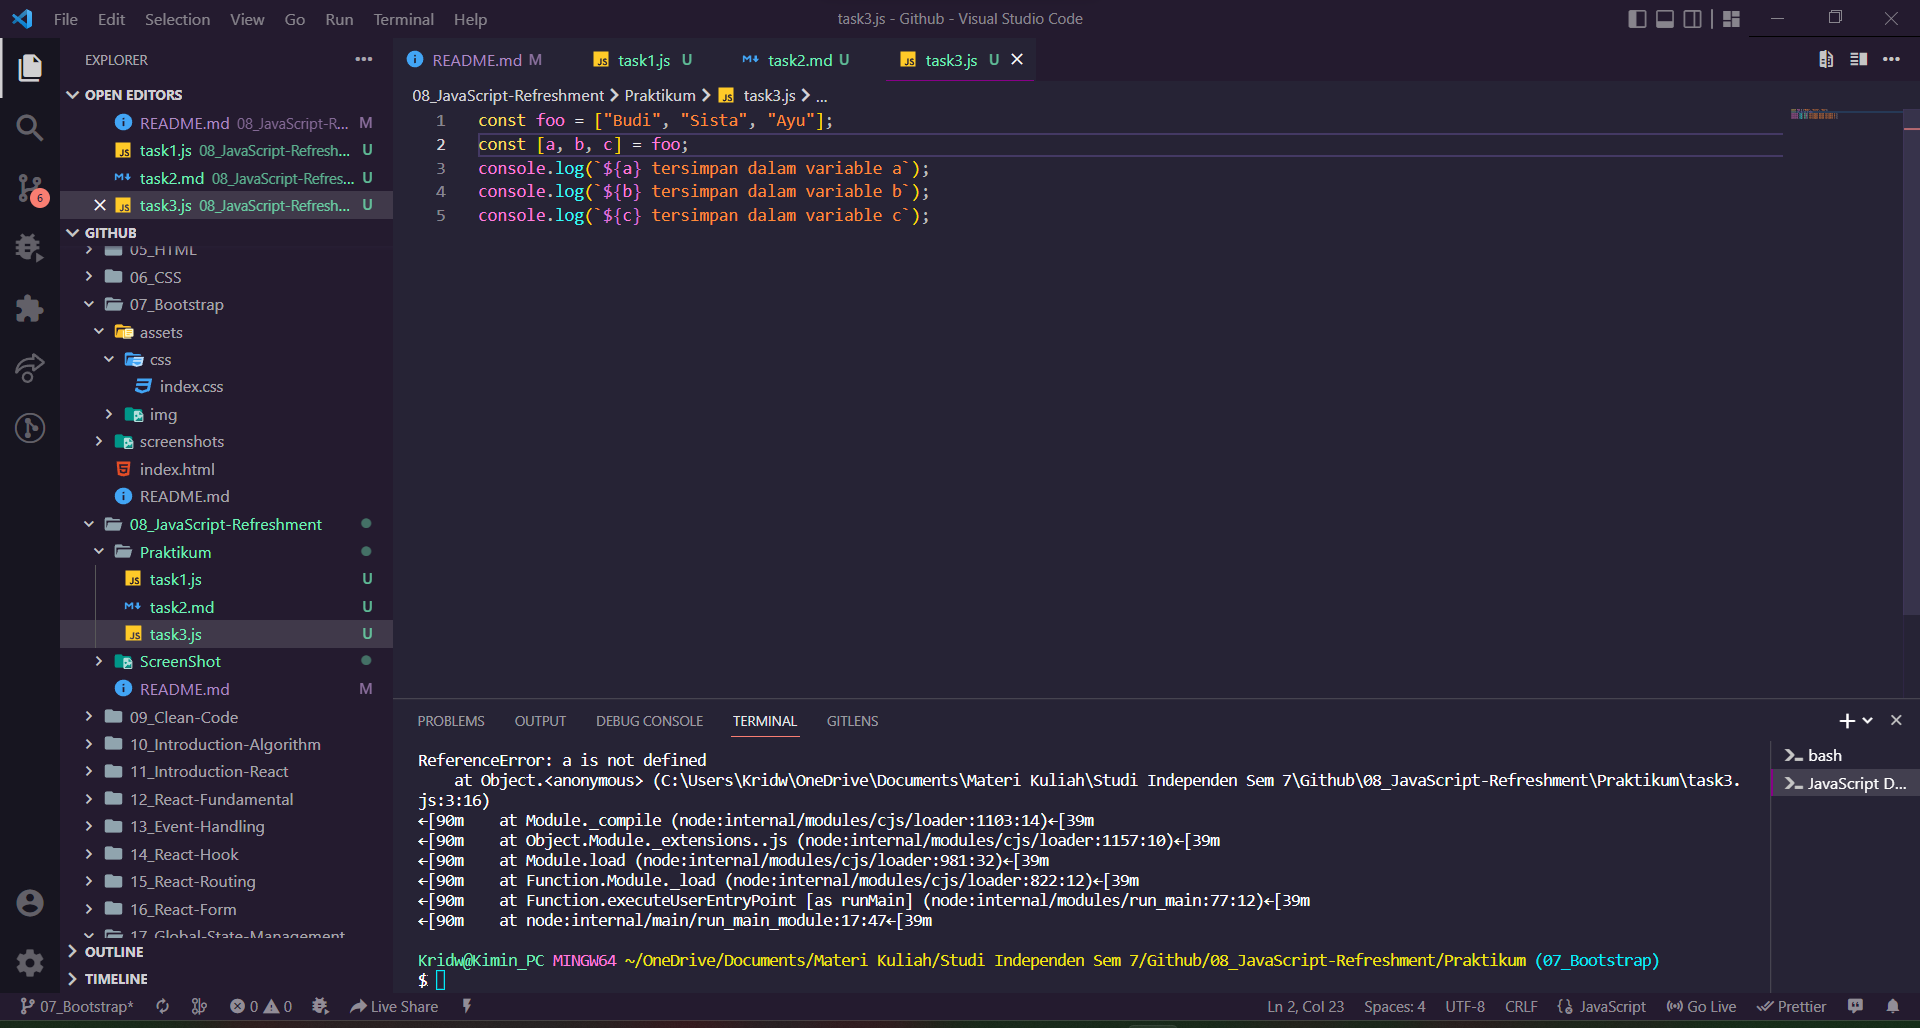 File Edit Selection View Go Run Terminal Help
task3.js - Github - Visual Studio Code
EXPLORER
OPEN EDITORS
README.md 08_JavaScript-R... M
task1.js 08_JavaScript-Refresh... U
task2.md 08_JavaScript-Refres... U
task3.js 08_JavaScript-Refresh... U
GITHUB
05_HTML
06_CSS
07_Bootstrap
assets
css
index.css
img
screenshots
index.html
README.md
08_JavaScript-Refreshment
Praktikum
task1.js U
task2.md U
task3.js U
ScreenShot
README.md M
09_Clean-Code
10_Introduction-Algorithm
11_Introduction-React
12_React-Fundamental
13_Event-Handling
14_React-Hook
15_React-Routing
16_React-Form
17_Global-State-Management
OUTLINE
TIMELINE
6
README.md M task1.js U task2.md U task3.js U
08_JavaScript-Refreshment > Praktikum > task3.js > ...
1 const foo = ["Budi", "Sista", "Ayu"];
2 const [a, b, c] = foo;
3 console.log(`${a} tersimpan dalam variable a`);
4 console.log(`${b} tersimpan dalam variable b`);
5 console.log(`${c} tersimpan dalam variable c`);
PROBLEMS OUTPUT DEBUG CONSOLE TERMINAL GITLENS
ReferenceError: a is not defined
at Object.<anonymous> (C:\Users\Kridw\OneDrive\Documents\Materi Kuliah\Studi Independen Sem 7\Github\08_JavaScript-Refreshment\Praktikum\task3.
js:3:16)
←[90m    at Module._compile (node:internal/modules/cjs/loader:1103:14)←[39m
←[90m    at Object.Module._extensions..js (node:internal/modules/cjs/loader:1157:10)←[39m
←[90m    at Module.load (node:internal/modules/cjs/loader:981:32)←[39m
←[90m    at Function.Module._load (node:internal/modules/cjs/loader:822:12)←[39m
←[90m    at Function.executeUserEntryPoint [as runMain] (node:internal/modules/run_main:77:12)←[39m
←[90m    at node:internal/main/run_main_module:17:47←[39m
Kridw@Kimin_PC MINGW64 ~/OneDrive/Documents/Materi Kuliah/Studi Independen Sem 7/Github/08_JavaScript-Refreshment/Praktikum (07_Bootstrap)
$
bash
JavaScript D...
07_Bootstrap* 0 0 Live Share
Ln 2, Col 23 Spaces: 4 UTF-8 CRLF {} JavaScript Go Live Prettier